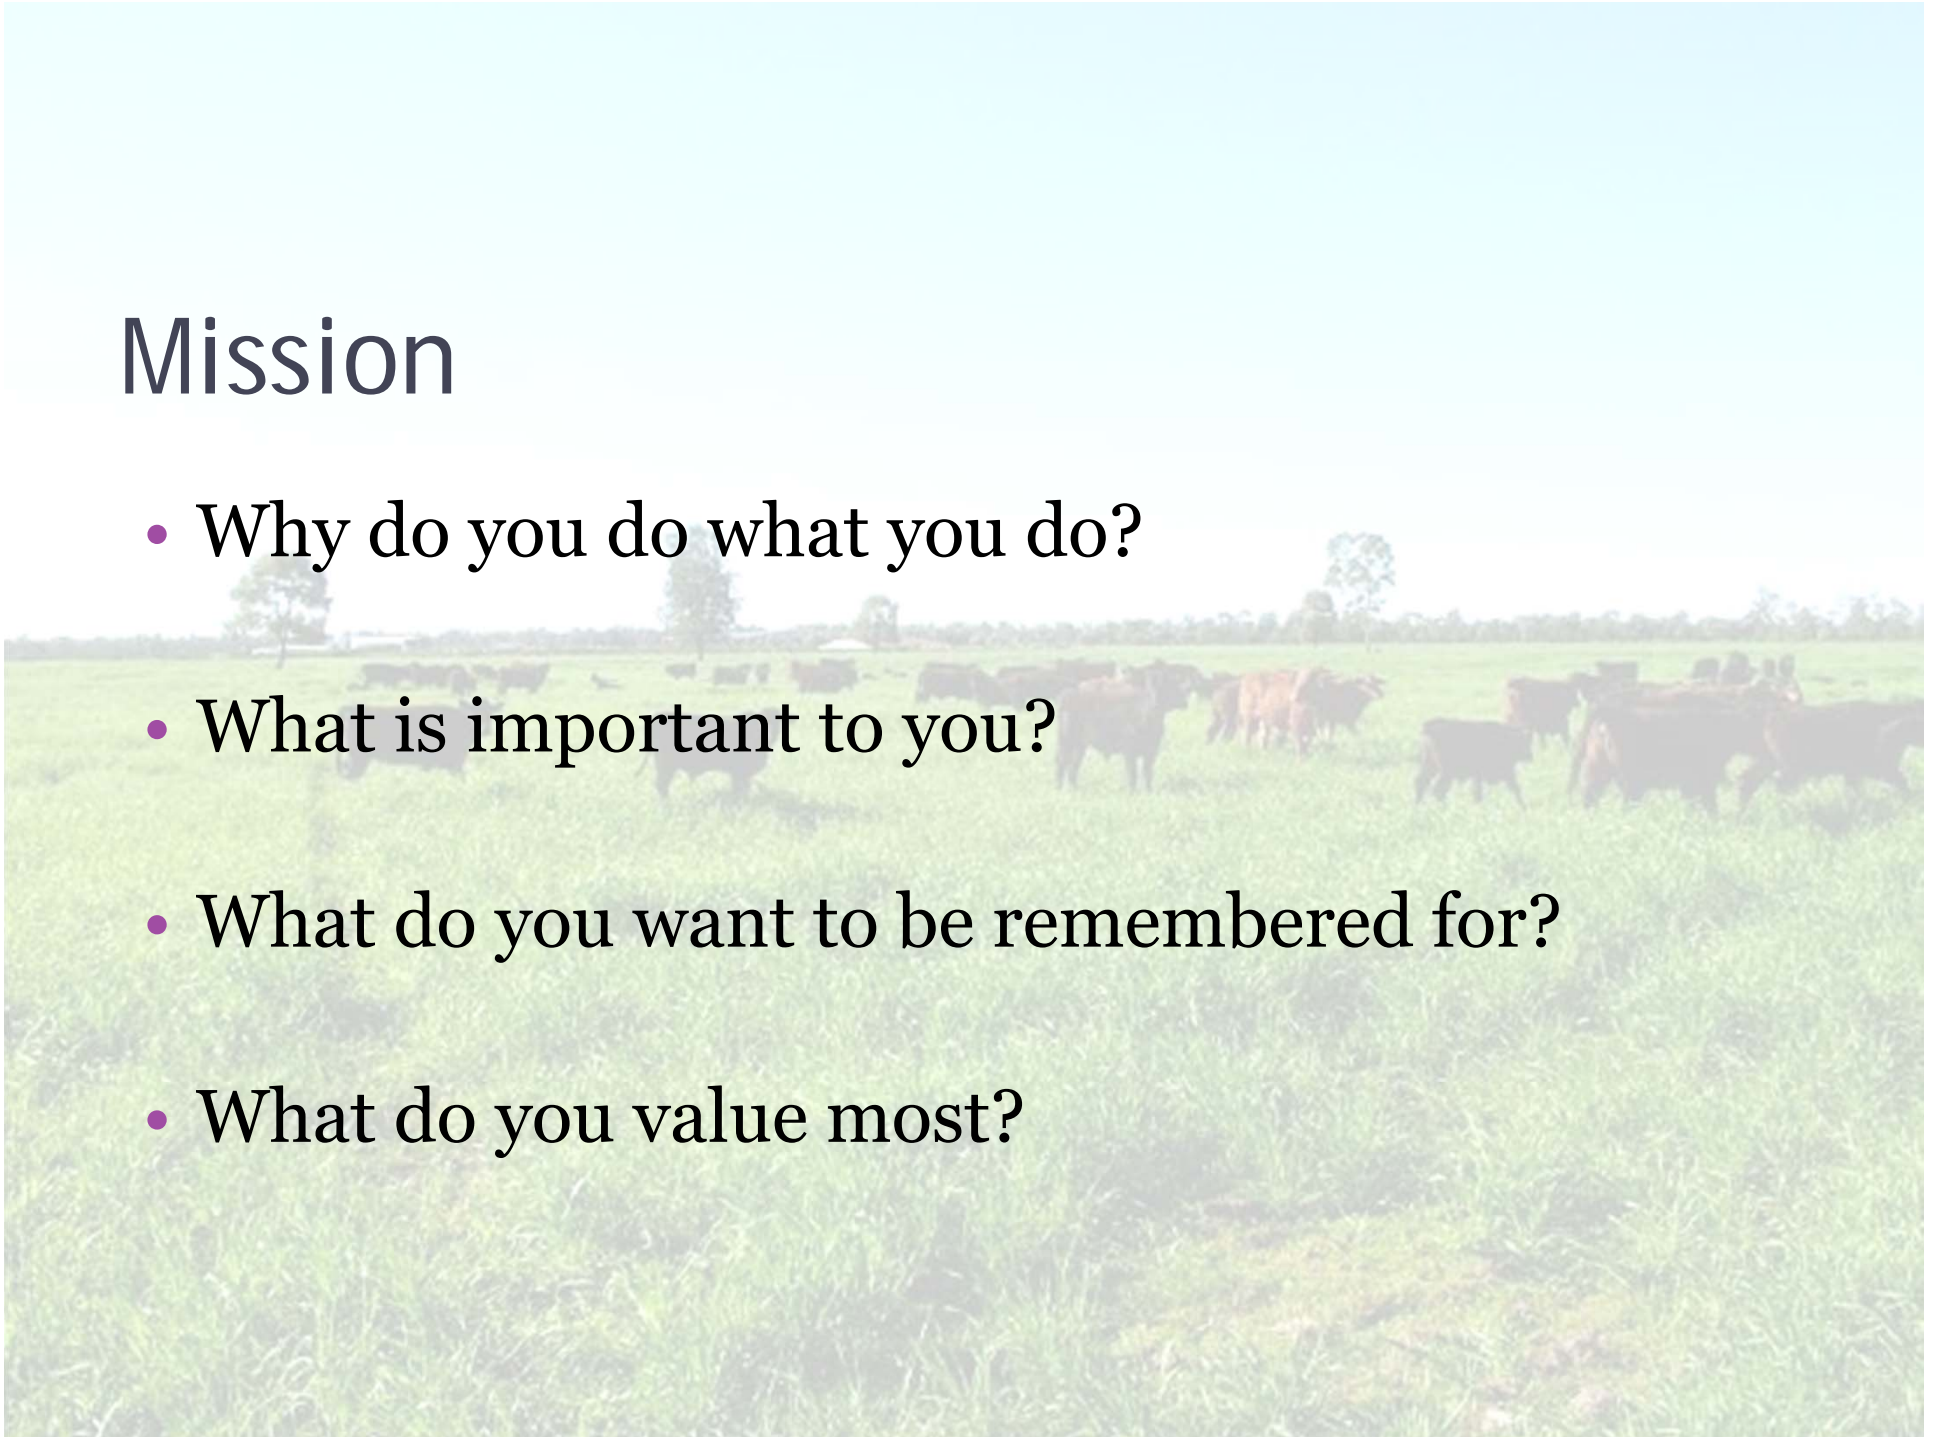 Mission
• Why do you do what you do?
• What is important to you?
• What do you want to be remembered for?
• What do you value most?